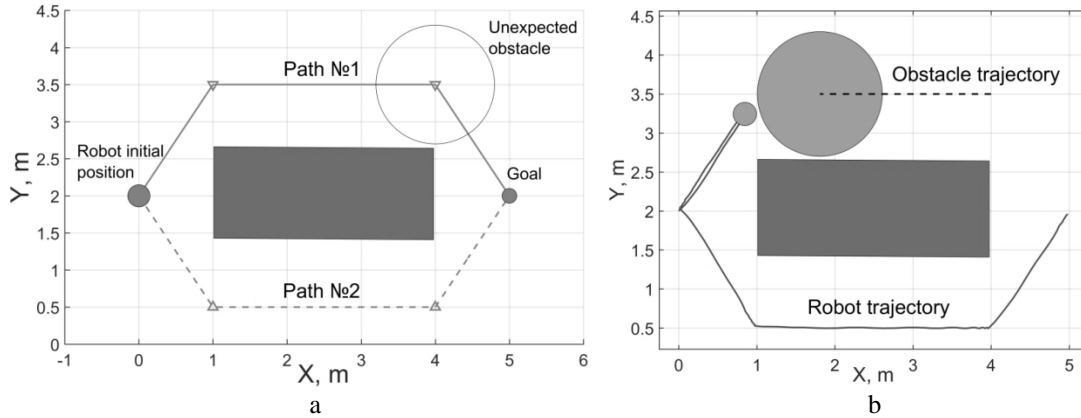 4.5
4
3.5
3
2.5
2
1.5
1
0.5
0
-1
0
1
2
3
4
5
6
Y, m
X, m
Unexpected
obstacle
Path №1
Robot initial
position
Goal
Path №2
a
4.5
4
3.5
3
2.5
2
1.5
1
0.5
0
1
2
3
4
5
Y, m
X, m
Obstacle trajectory
Robot trajectory
b